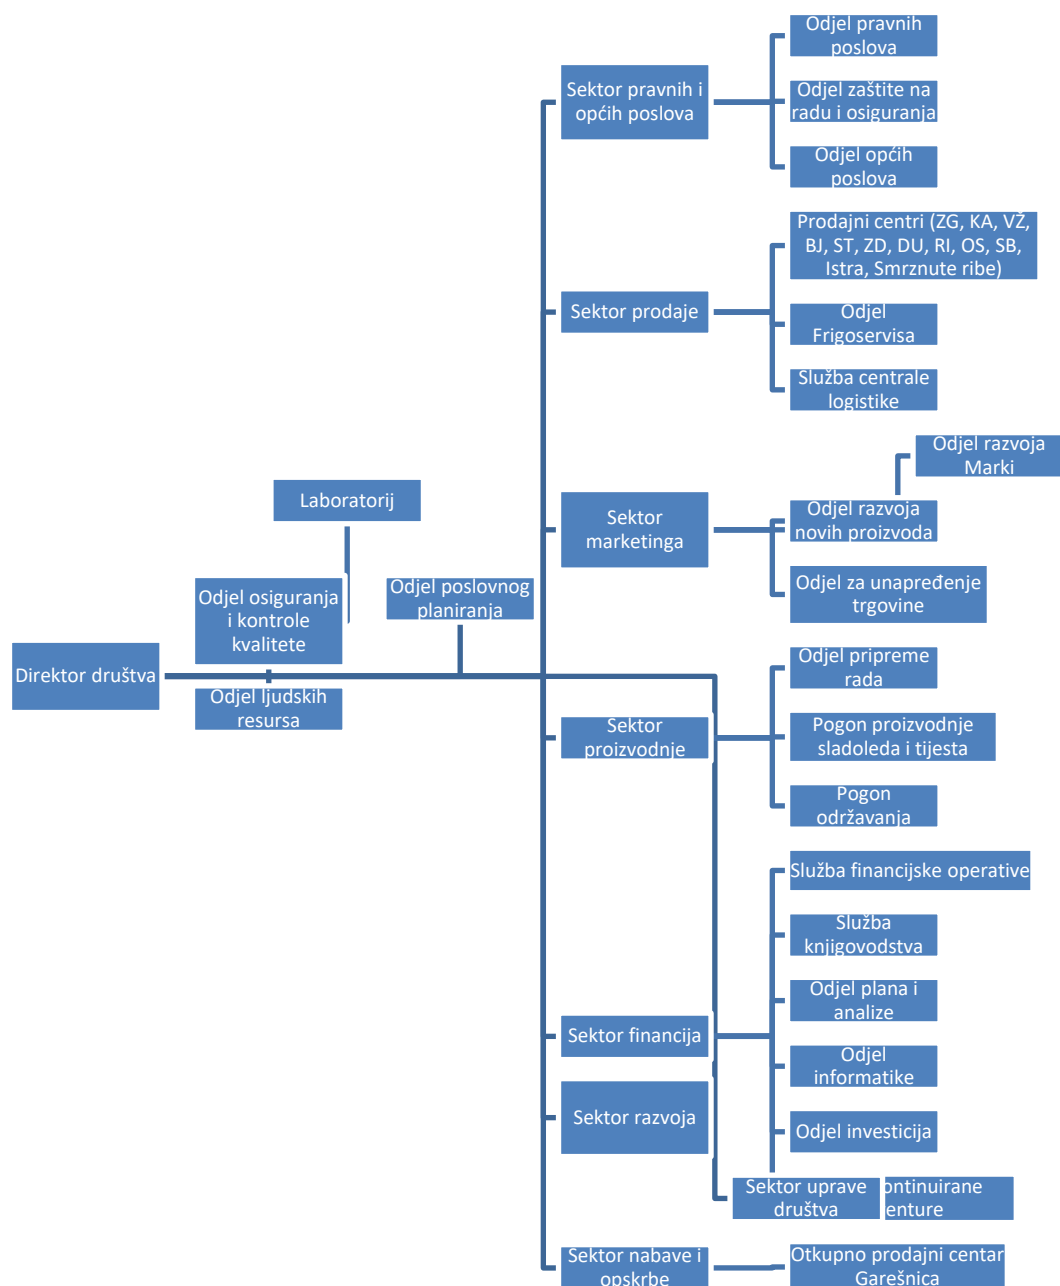 Direktor društva
Odjel osiguranja
i kontrole
kvalitete
Laboratorij
Odjel ljudskih
resursa
Odjel poslovnog
planiranja
Sektor pravnih i
općih poslova
Odjel pravnih
poslova
Odjel zaštite na
radu i osiguranja
Odjel općih
poslova
Sektor prodaje
Prodajni centri (ZG, KA, VŽ,
BJ, ST, ZD, DU, RI, OS, SB,
Istra, Smrznute ribe)
Odjel
Frigoservisa
Služba centrale
logistike
Sektor
marketinga
Odjel razvoja
Marki
Odjel razvoja
novih proizvoda
Odjel za unapređenje
trgovine
Sektor
proizvodnje
Odjel pripreme
rada
Pogon proizvodnje
sladoleda i tijesta
Pogon
održavanja
Sektor financija
Služba financijske operative
Služba
knjigovodstva
Odjel plana i
analize
Odjel
informatike
Odjel investicija
Sektor razvoja
Sektor uprave
društva
ontinuirane
enture
Sektor nabave i
opskrbe
Otkupno prodajni centar
Garešnica